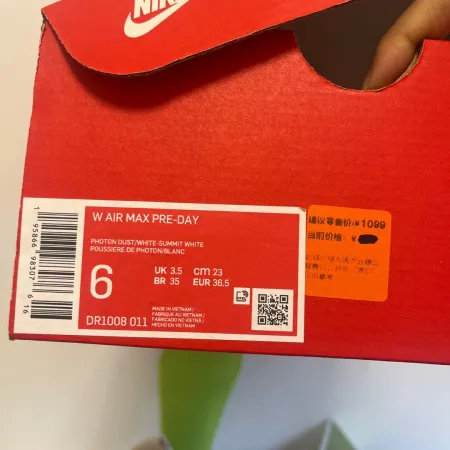 NIKE
W AIR MAX PRE-DAY
PHOTON DUST/WHITE-SUMMIT WHITE
POUSSIERE DE PHOTON/BLANC
6
UK 3.5 cm 23
BR 35 EUR 36.5
MADE IN VIETNAM/
FABRIQUE AU VIETNAM/
FABRICADO NO VIETNAM/
HECHO EN VIETNAM
DR1008 011
建议零售价:¥1099
当前价格: ¥